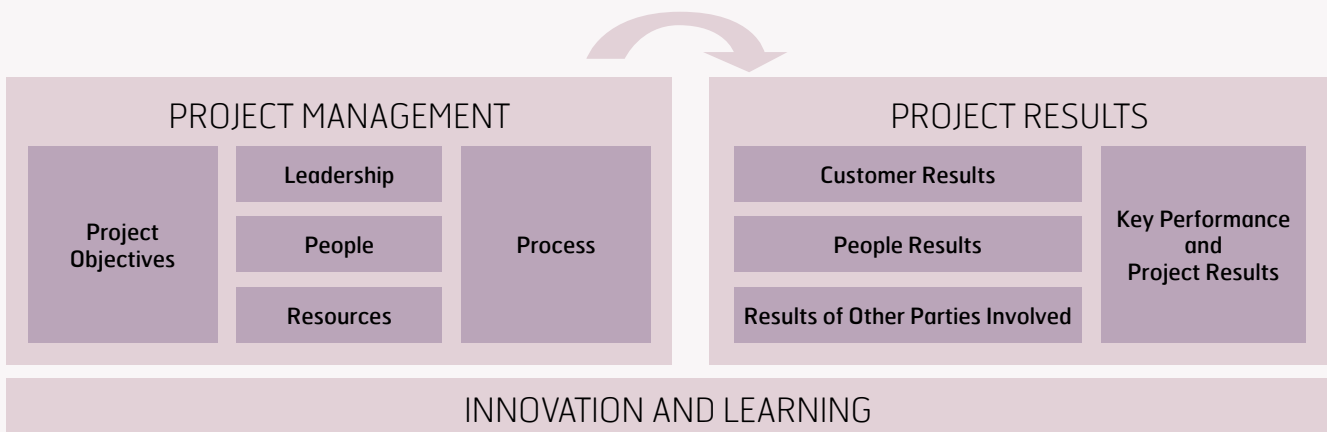 PROJECT MANAGEMENT
Project
Objectives
Leadership
People
Resources
Process
PROJECT RESULTS
Customer Results
People Results
Results of Other Parties Involved
Key Performance
and
Project Results
INNOVATION AND LEARNING